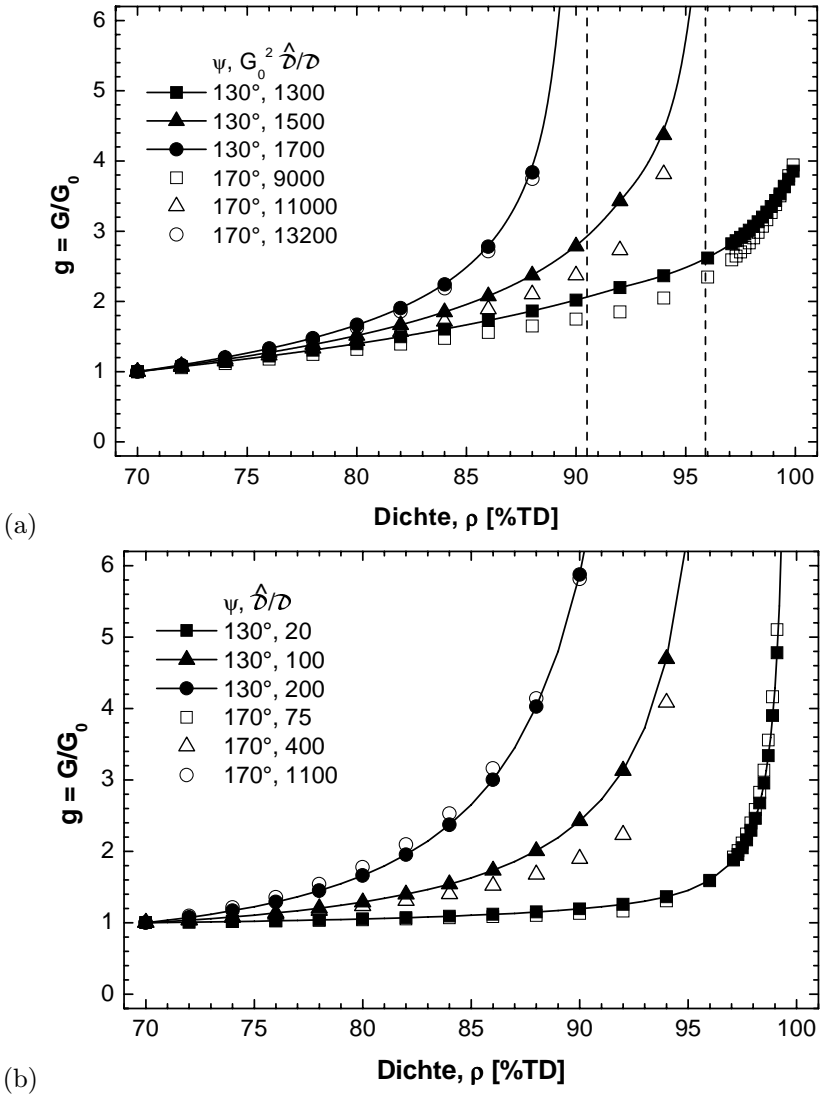 6
5
4
3
2
1
0
g = G/G₀
ψ, G₀² 𝒟̂/𝒟
130°, 1300
130°, 1500
130°, 1700
170°, 9000
170°, 11000
170°, 13200
70 75 80 85 90 95 100
Dichte, ρ [%TD]
(a)
6
5
4
3
2
1
0
g = G/G₀
ψ, 𝒟̂/𝒟
130°, 20
130°, 100
130°, 200
170°, 75
170°, 400
170°, 1100
70 75 80 85 90 95 100
Dichte, ρ [%TD]
(b)